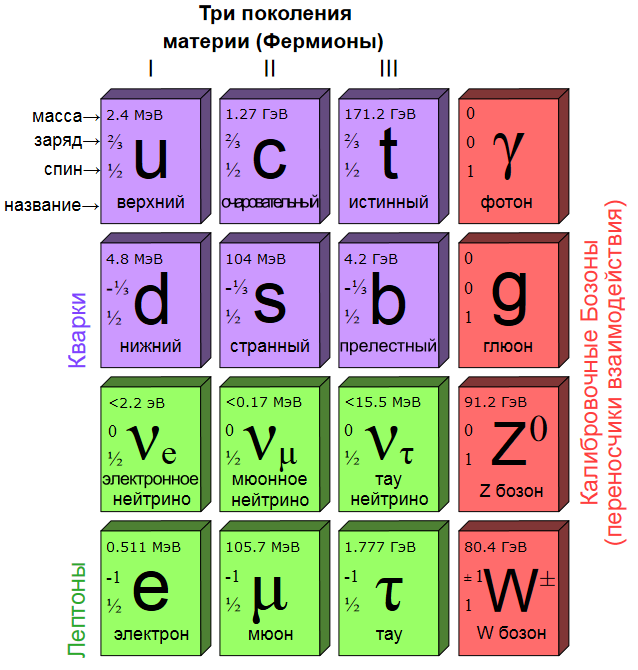 Три поколения
материи (Фермионы)
I II III
масса→
заряд→
спин→
название→
2.4 МэВ
⅔
½
u
верхний
1.27 ГэВ
⅔
½
c
очаровательный
171.2 ГэВ
⅔
½
t
истинный
0
0
1
γ
фотон
Кварки
4.8 МэВ
-⅓
½
d
нижний
104 МэВ
-⅓
½
s
странный
4.2 ГэВ
-⅓
½
b
прелестный
0
0
1
g
глюон
<2.2 эВ
0
½
νe
электронное
нейтрино
<0.17 МэВ
0
½
νμ
мюонное
нейтрино
<15.5 МэВ
0
½
ντ
тау
нейтрино
91.2 ГэВ
0
1
Z0
Z бозон
Лептоны
0.511 МэВ
-1
½
e
электрон
105.7 МэВ
-1
½
μ
мюон
1.777 ГэВ
-1
½
τ
тау
80.4 ГэВ
±1
1
W±
W бозон
Калибровочные Бозоны
(переносчики взаимодействия)